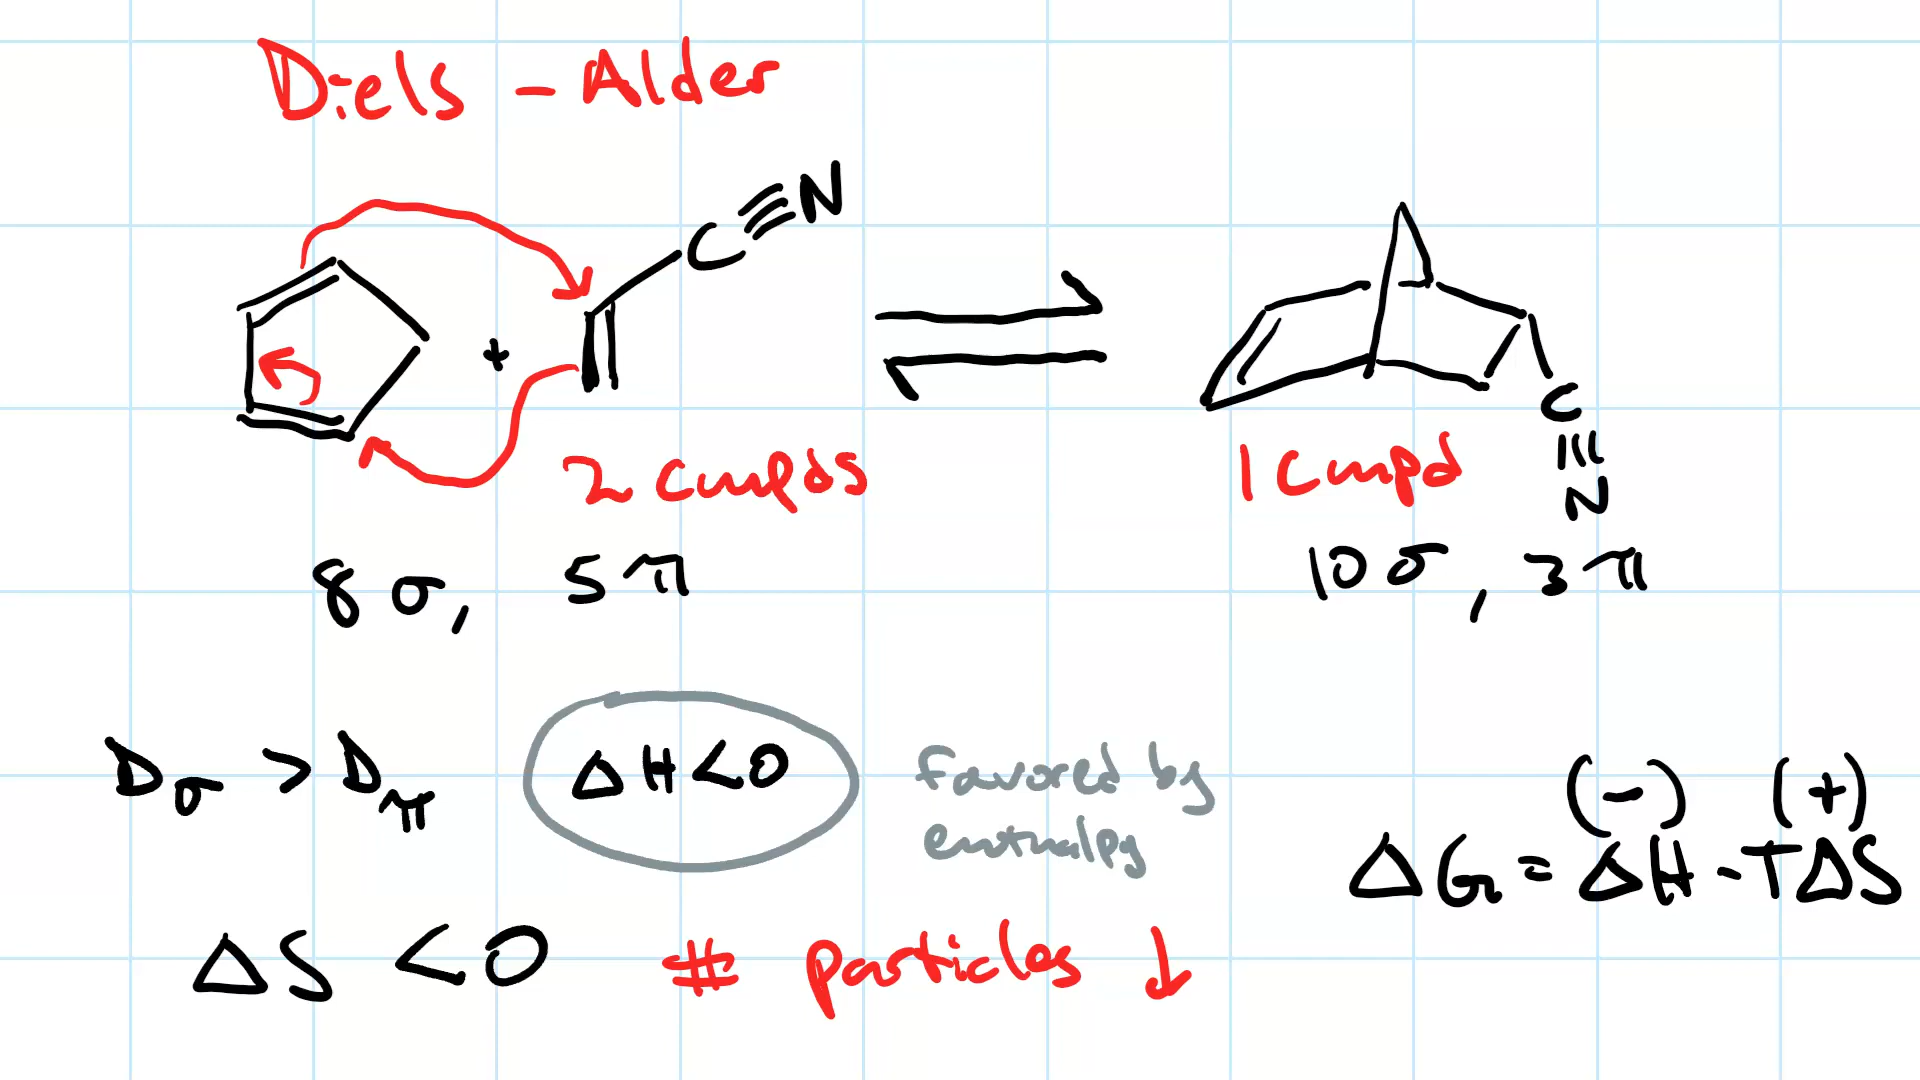 Diels - Alder
+
C≡N
C≡N
2 cmpds
1 cmpd
8 σ, 5 π
10 σ, 3 π
Dσ > Dπ
ΔH < 0
favored by
enthalpy
(-) (+)
ΔG = ΔH - TΔS
ΔS < 0
# particles ↓